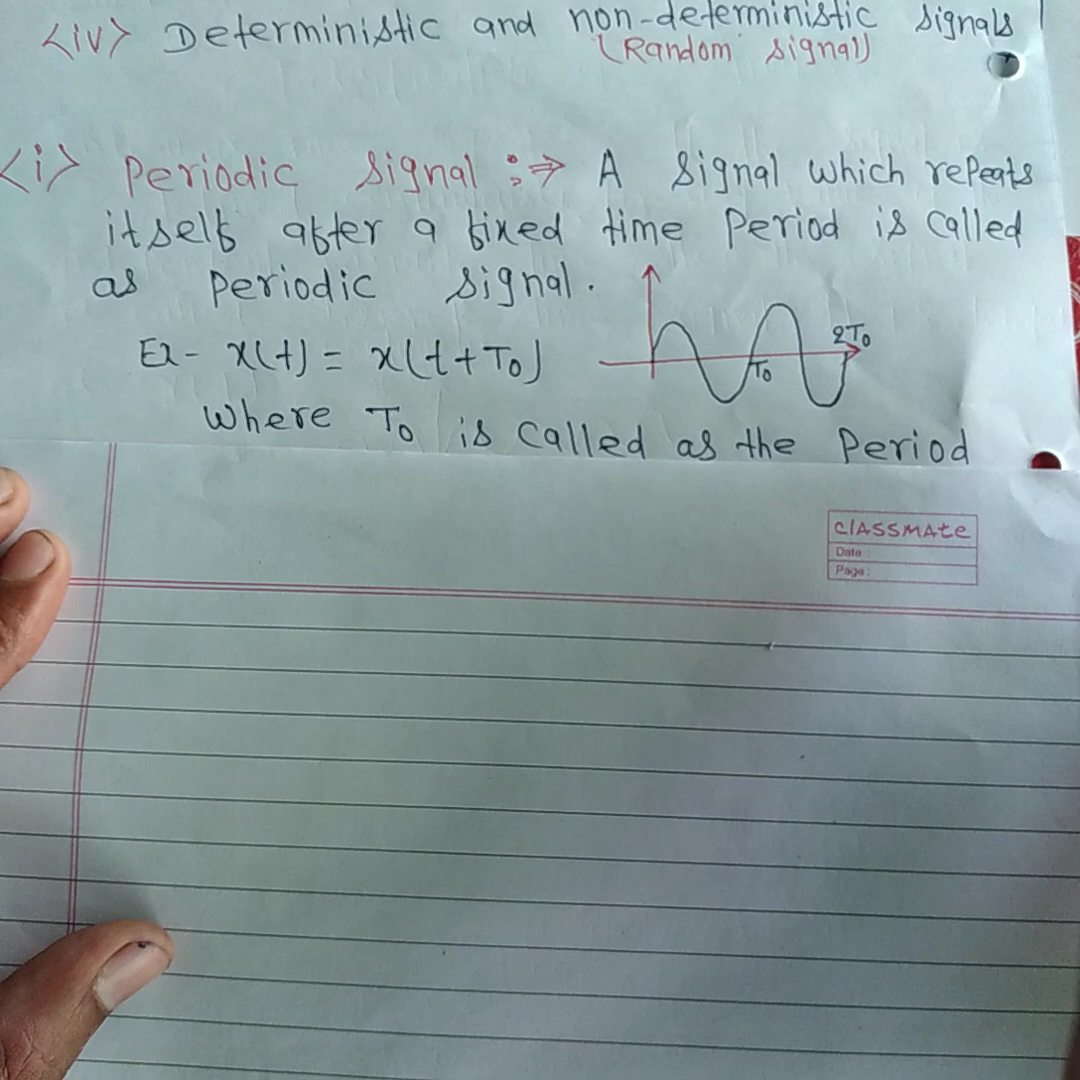 <iv> Deterministic and non-deterministic signals
(Random signal)
<i> Periodic signal :⇒ A signal which repeats
itself after a fixed time Period is called
as periodic signal.
Ex - x(t) = x(t+T₀)
T₀
2T₀
where T₀ is called as the Period
CLASSMATE
Date :
Page :